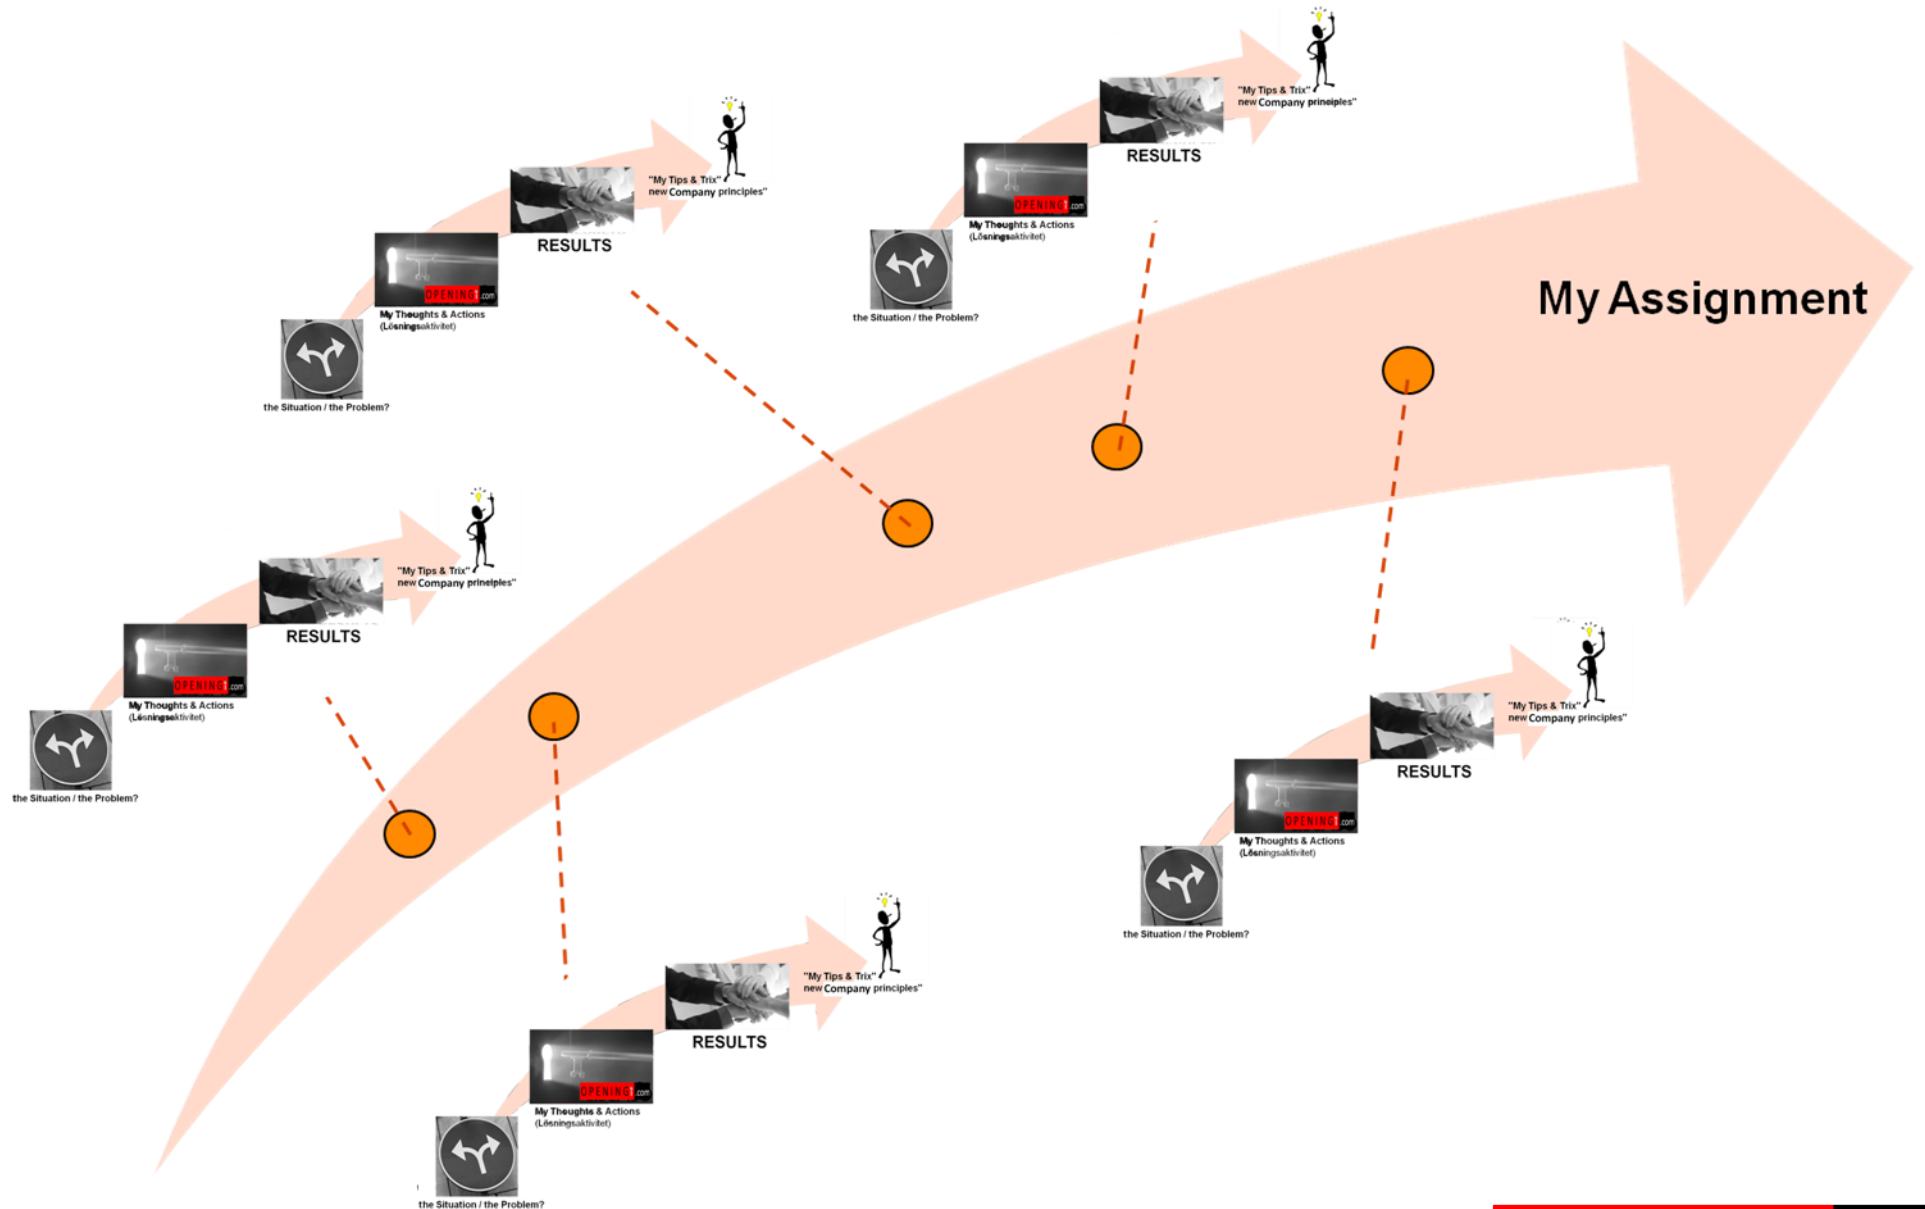 "My Tips & Trix"
new Company principles"
RESULTS
OPENING1.com
My Thoughts & Actions
(Lösningsaktivitet)
the Situation / the Problem?
"My Tips & Trix"
new Company principles"
RESULTS
OPENING1.com
My Thoughts & Actions
(Lösningsaktivitet)
the Situation / the Problem?
My Assignment
"My Tips & Trix"
new Company principles"
RESULTS
OPENING1.com
My Thoughts & Actions
(Lösningsaktivitet)
the Situation / the Problem?
"My Tips & Trix"
new Company principles"
RESULTS
OPENING1.com
My Thoughts & Actions
(Lösningsaktivitet)
the Situation / the Problem?
"My Tips & Trix"
new Company principles"
RESULTS
OPENING1.com
My Thoughts & Actions
(Lösningsaktivitet)
the Situation / the Problem?